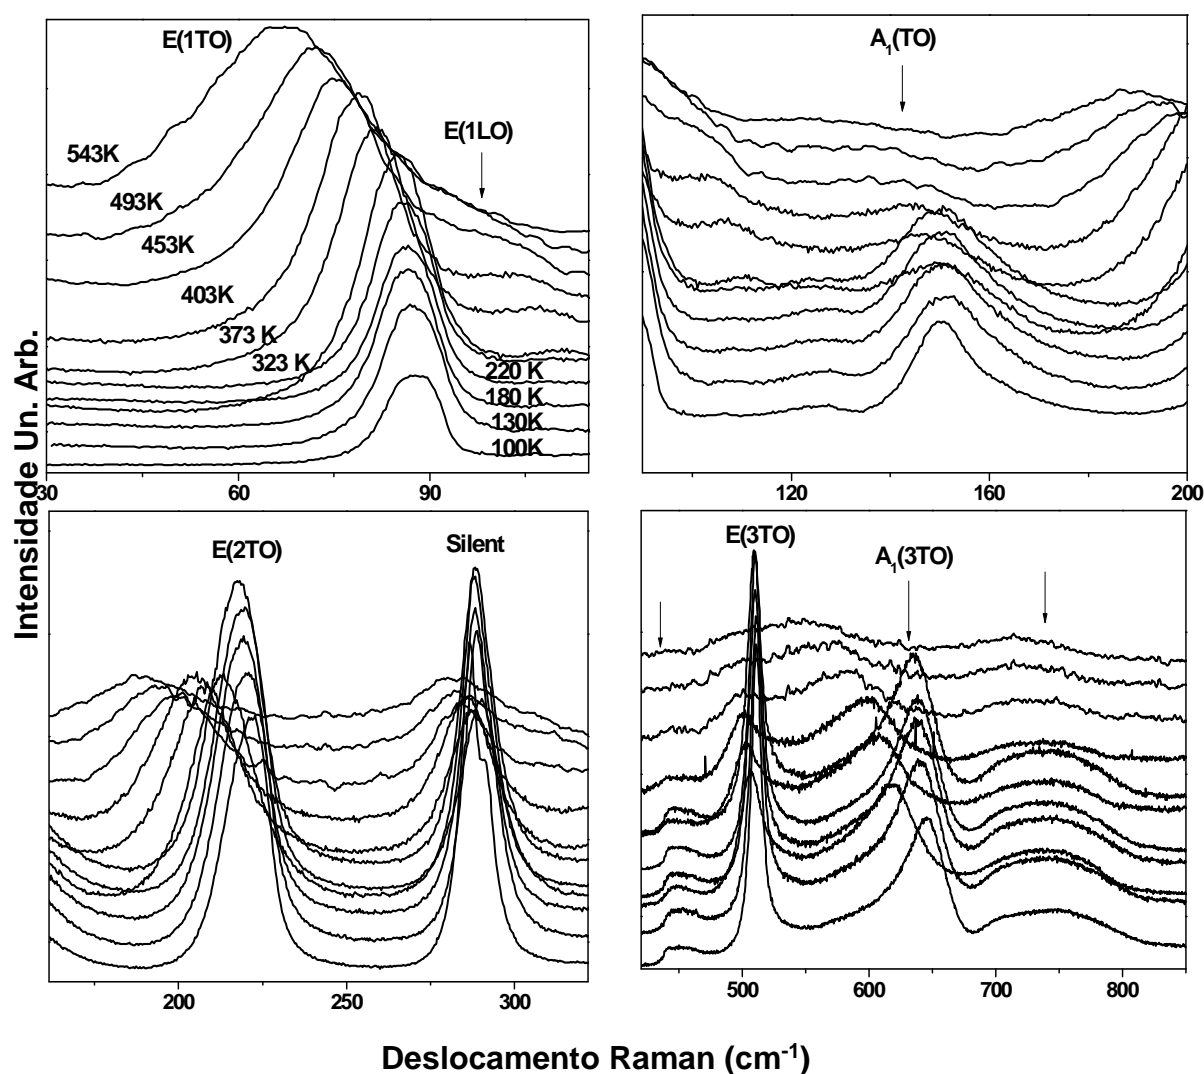 E(1TO)
E(1LO)
543K
493K
453K
403K
373 K
323 K
220 K
180 K
130K
100K
30
60
90
A₁(TO)
120
160
200
Intensidade Un. Arb.
E(2TO)
Silent
200
250
300
E(3TO)
A₁(3TO)
500
600
700
800
Deslocamento Raman (cm⁻¹)